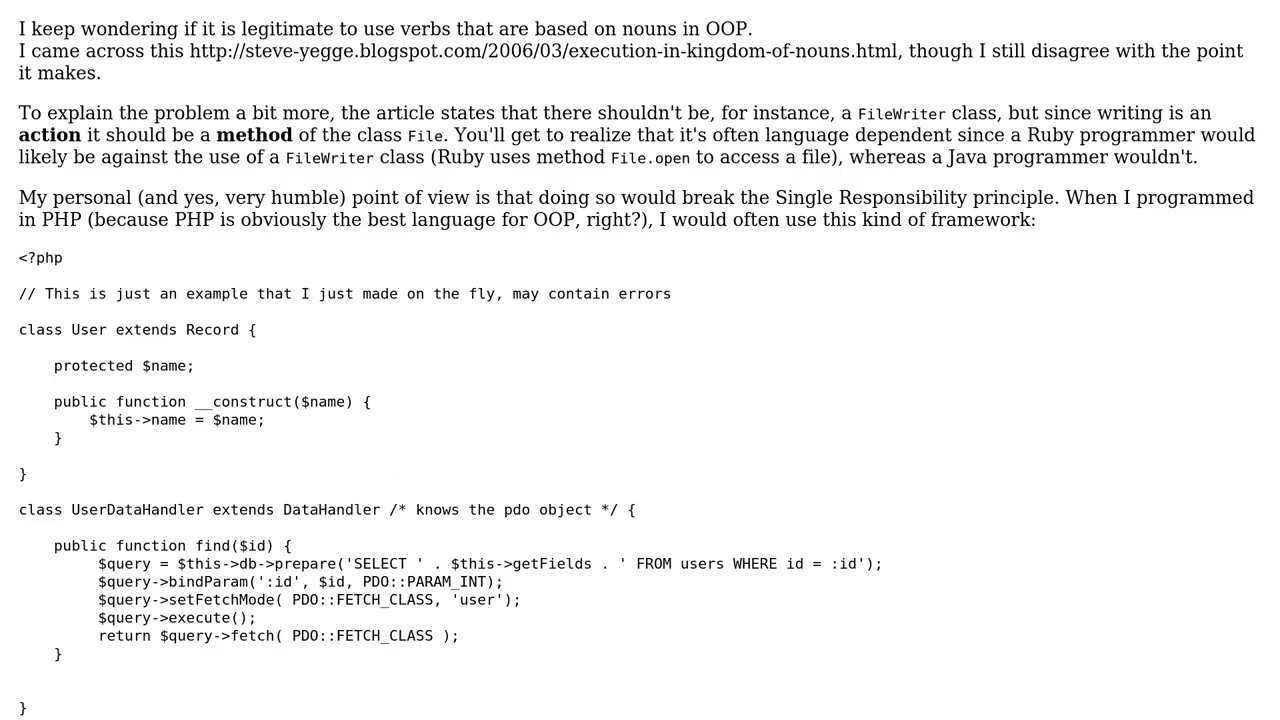 I keep wondering if it is legitimate to use verbs that are based on nouns in OOP.
I came across this http://steve-yegge.blogspot.com/2006/03/execution-in-kingdom-of-nouns.html, though I still disagree with the point
it makes.
To explain the problem a bit more, the article states that there shouldn't be, for instance, a FileWriter class, but since writing is an
action it should be a method of the class File. You'll get to realize that it's often language dependent since a Ruby programmer would
likely be against the use of a FileWriter class (Ruby uses method File.open to access a file), whereas a Java programmer wouldn't.
My personal (and yes, very humble) point of view is that doing so would break the Single Responsibility principle. When I programmed
in PHP (because PHP is obviously the best language for OOP, right?), I would often use this kind of framework:
<?php
// This is just an example that I just made on the fly, may contain errors
class User extends Record {
    protected $name;
    public function __construct($name) {
        $this->name = $name;
    }
}
class UserDataHandler extends DataHandler /* knows the pdo object */ {
    public function find($id) {
         $query = $this->db->prepare('SELECT ' . $this->getFields . ' FROM users WHERE id = :id');
         $query->bindParam(':id', $id, PDO::PARAM_INT);
         $query->setFetchMode( PDO::FETCH_CLASS, 'user');
         $query->execute();
         return $query->fetch( PDO::FETCH_CLASS );
    }
}